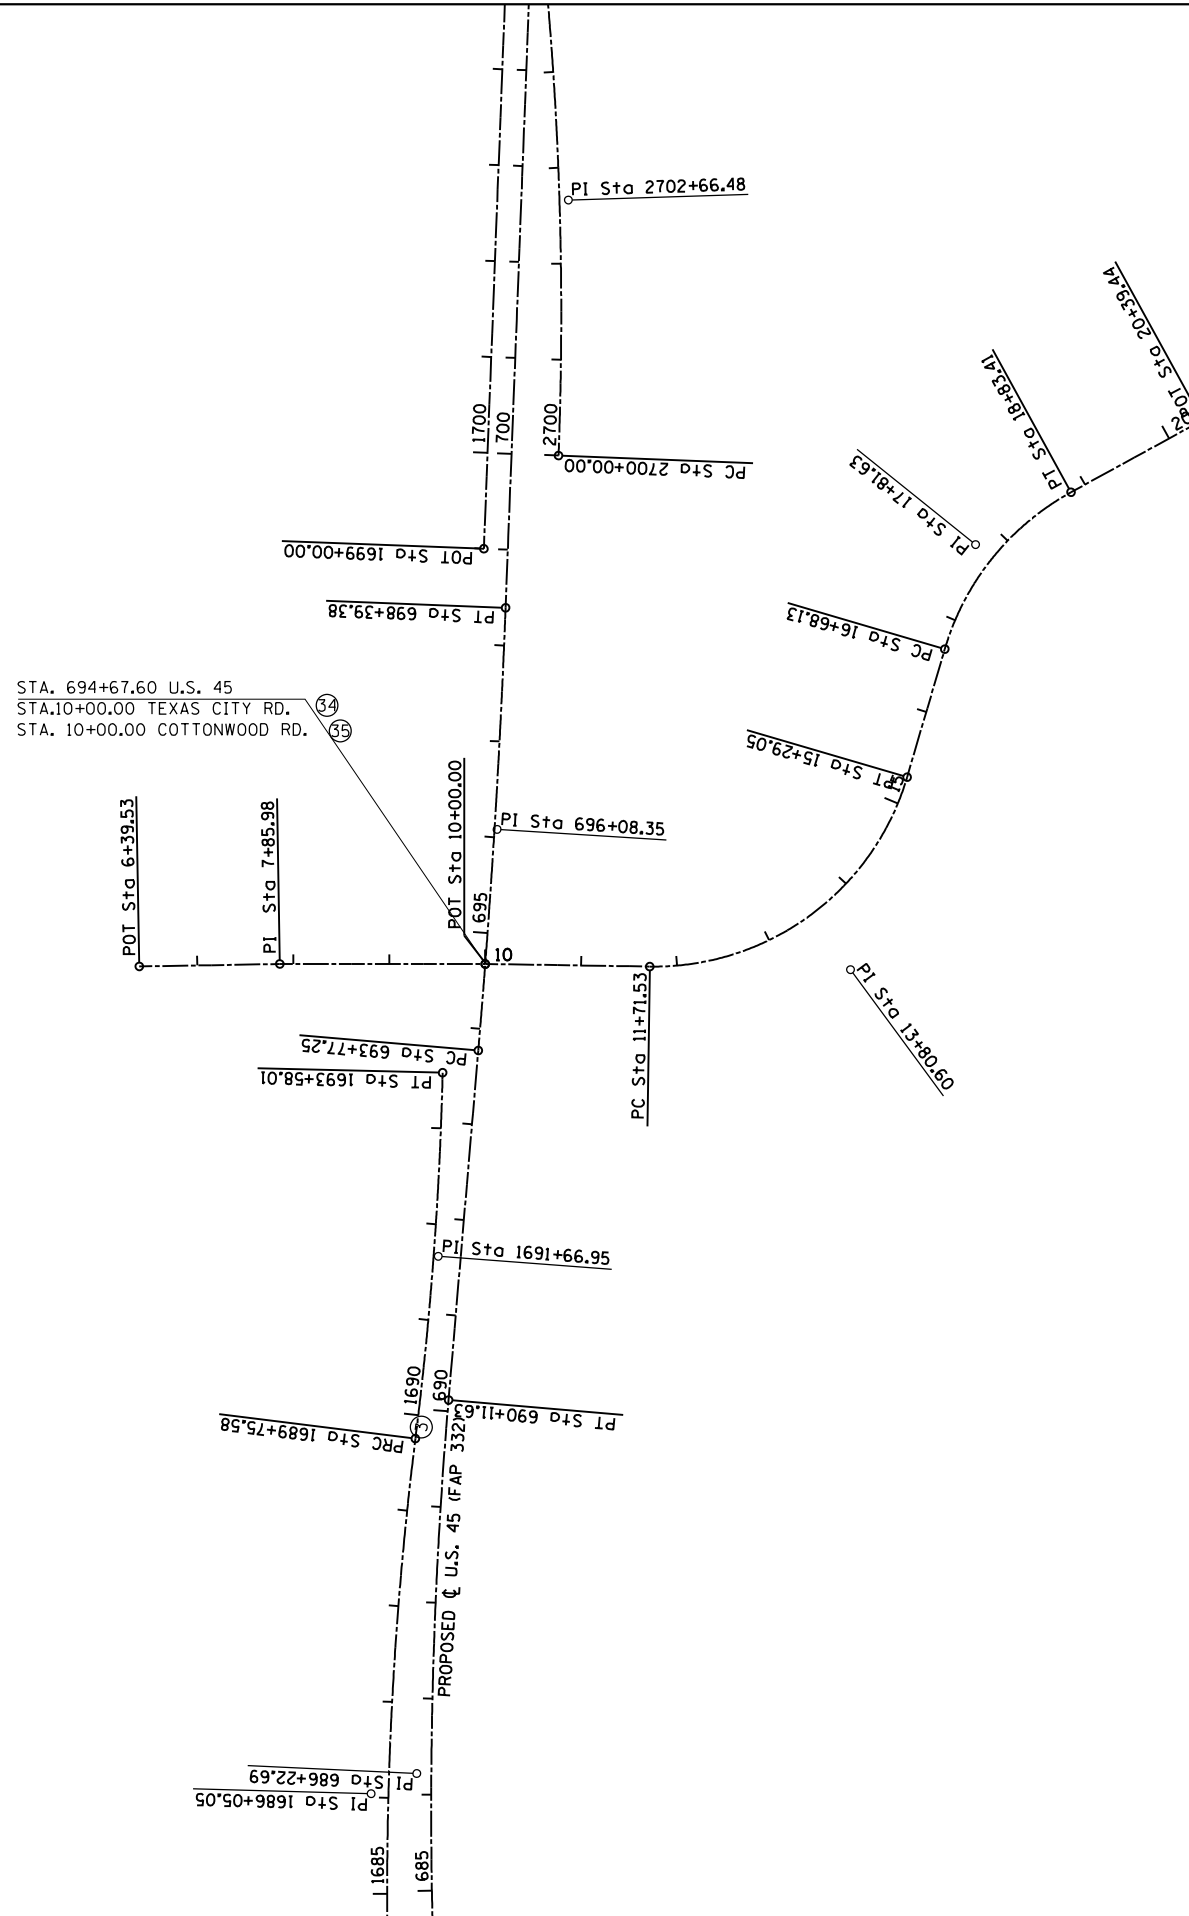 PI Sta 2702+66.48
POT Sta 20+39.44
20
PT Sta 18+83.41
1700
700
2700
PC Sta 2700+00.00
PI Sta 17+81.63
POT Sta 1699+00.00
PT Sta 698+39.38
PC Sta 16+68.13
STA. 694+67.60 U.S. 45
STA.10+00.00 TEXAS CITY RD. 34
STA. 10+00.00 COTTONWOOD RD. 35
PT Sta 15+29.05
15
POT Sta 6+39.53
PI Sta 7+85.98
POT Sta 10+00.00
PI Sta 696+08.35
695
10
PC Sta 11+71.53
PI Sta 13+80.60
PC Sta 693+77.25
PT Sta 1693+58.01
PI Sta 1691+66.95
1690
690
PT Sta 690+11.63
PRC Sta 1689+75.58
3
PROPOSED ℄ U.S. 45 (FAP 332)
PI Sta 686+22.69
PI Sta 1686+05.05
1685
685